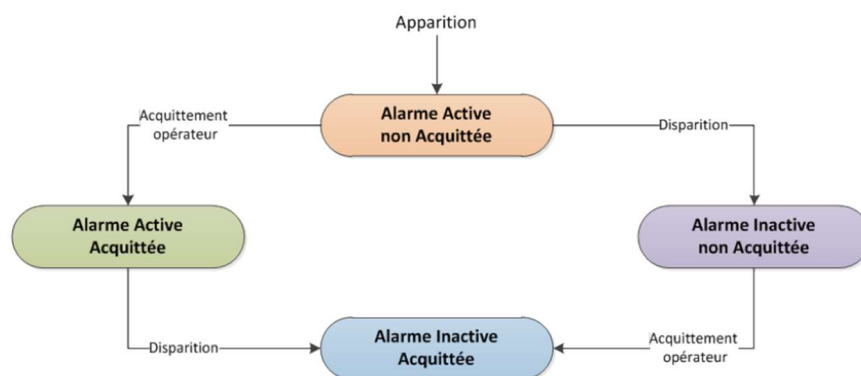 Apparition
Alarme Active
non Acquittée
Acquittement
opérateur
Disparition
Alarme Active
Acquittée
Alarme Inactive
non Acquittée
Disparition
Alarme Inactive
Acquittée
Acquittement
opérateur